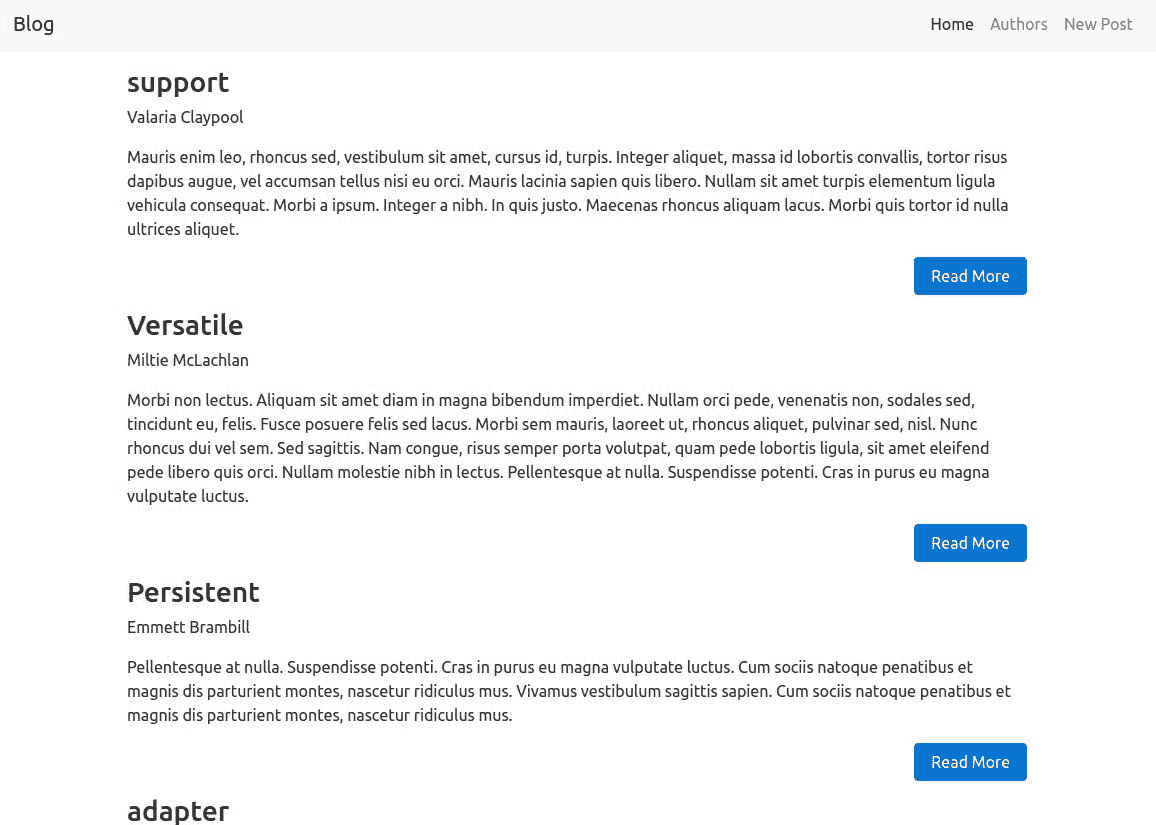 Blog
Home Authors New Post
support
Valaria Claypool
Mauris enim leo, rhoncus sed, vestibulum sit amet, cursus id, turpis. Integer aliquet, massa id lobortis convallis, tortor risus
dapibus augue, vel accumsan tellus nisi eu orci. Mauris lacinia sapien quis libero. Nullam sit amet turpis elementum ligula
vehicula consequat. Morbi a ipsum. Integer a nibh. In quis justo. Maecenas rhoncus aliquam lacus. Morbi quis tortor id nulla
ultrices aliquet.
Read More
Versatile
Miltie McLachlan
Morbi non lectus. Aliquam sit amet diam in magna bibendum imperdiet. Nullam orci pede, venenatis non, sodales sed,
tincidunt eu, felis. Fusce posuere felis sed lacus. Morbi sem mauris, laoreet ut, rhoncus aliquet, pulvinar sed, nisl. Nunc
rhoncus dui vel sem. Sed sagittis. Nam congue, risus semper porta volutpat, quam pede lobortis ligula, sit amet eleifend
pede libero quis orci. Nullam molestie nibh in lectus. Pellentesque at nulla. Suspendisse potenti. Cras in purus eu magna
vulputate luctus.
Read More
Persistent
Emmett Brambill
Pellentesque at nulla. Suspendisse potenti. Cras in purus eu magna vulputate luctus. Cum sociis natoque penatibus et
magnis dis parturient montes, nascetur ridiculus mus. Vivamus vestibulum sagittis sapien. Cum sociis natoque penatibus et
magnis dis parturient montes, nascetur ridiculus mus.
Read More
adapter